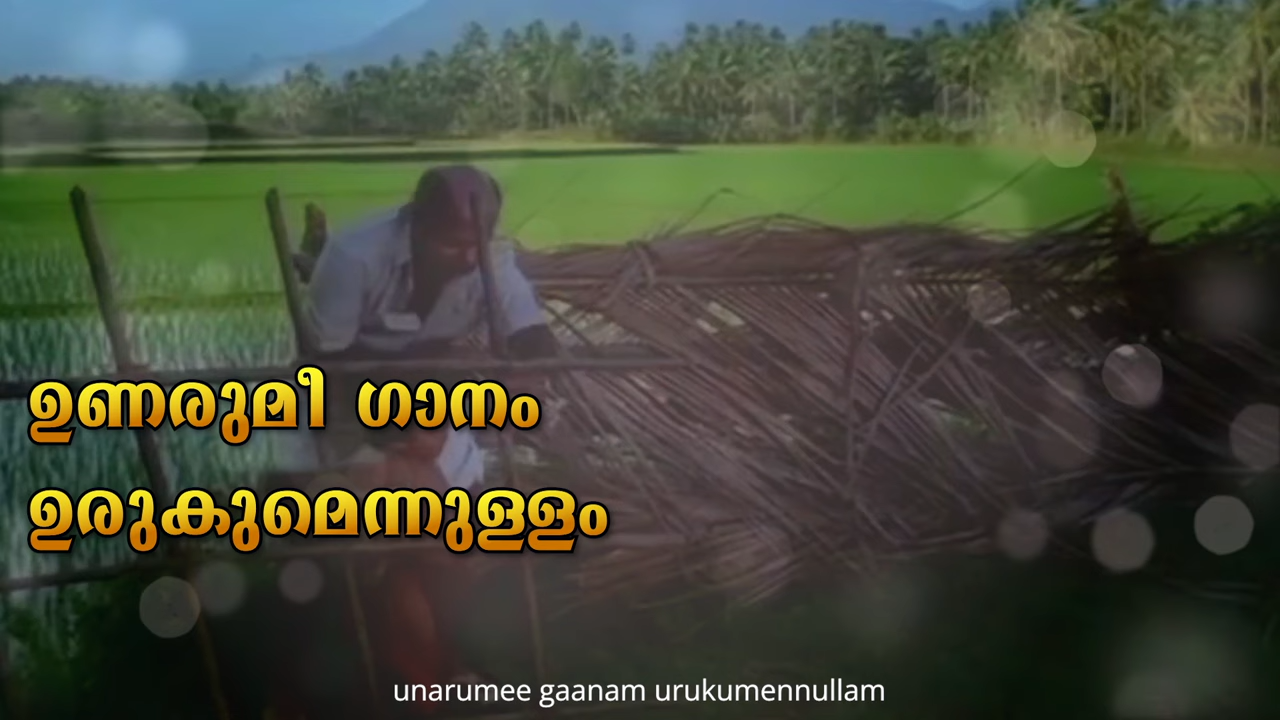 ഉണരുമീ ഗാനം
ഉരുകുമെന്നുള്ളം
unarumee gaanam urukumennullam